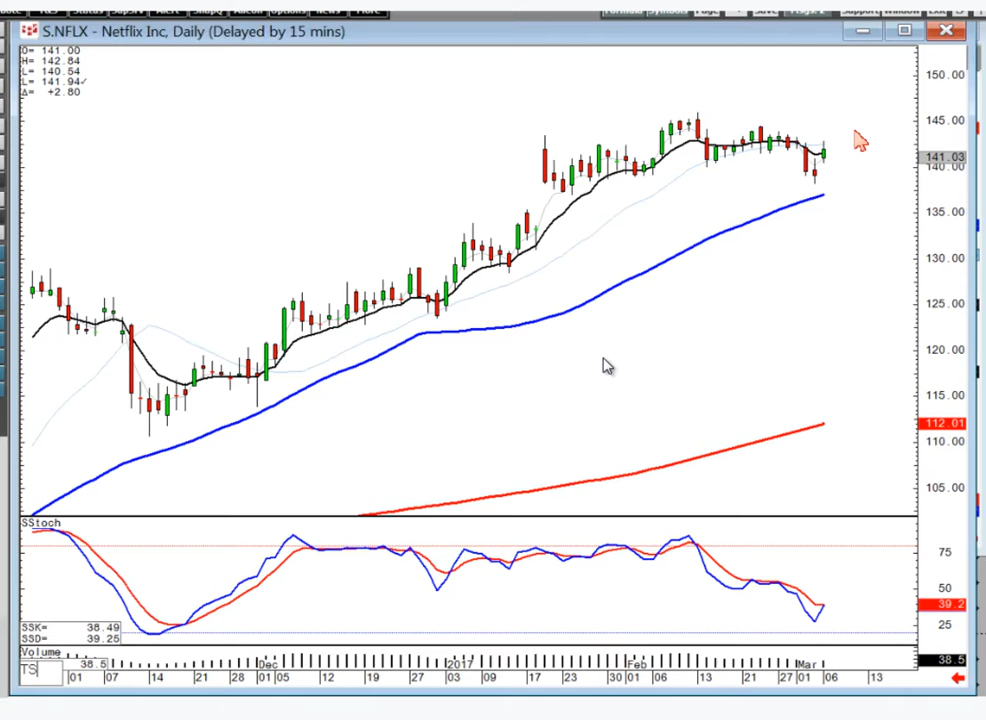 S.NFLX - Netflix Inc, Daily (Delayed by 15 mins)
O= 141.00
H= 142.84
L= 140.54
L= 141.94✓
Δ= +2.80
150.00
145.00
141.03
140.00
135.00
130.00
125.00
120.00
115.00
112.01
110.00
105.00
SStoch
75
50
39.2
25
SSK= 38.49
SSD= 39.25
Volume
38.5
38.5
TS
Dec 2017 Feb Mar
01 07 14 21 28 05 12 19 27 03 09 17 23 30 01 06 13 21 27 01 06 13